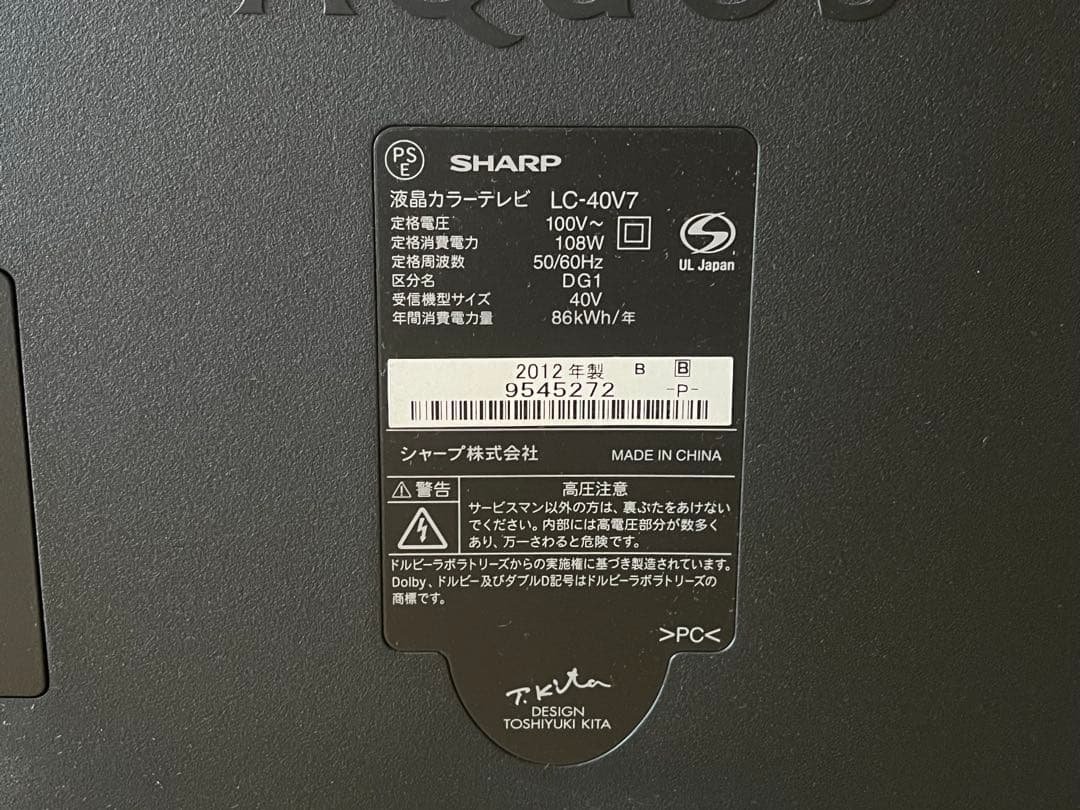 AQUOS
PS
E
SHARP
液晶カラーテレビ LC-40V7
定格電圧 100V～
定格消費電力 108W
定格周波数 50/60Hz
区分名 DG1
受信機型サイズ 40V
年間消費電力量 86kWh/年
UL Japan
2012年製 B B
9545272 -P-
シャープ株式会社 MADE IN CHINA
⚠警告 高圧注意
サービスマン以外の方は、裏ぶたをあけない
でください。内部には高電圧部分が数多く
あり、万一さわると危険です。
ドルビーラボラトリーズからの実施権に基づき製造されています。
Dolby、ドルビー及びダブルD記号はドルビーラボラトリーズの
商標です。
>PC<
T.Kita
DESIGN
TOSHIYUKI KITA